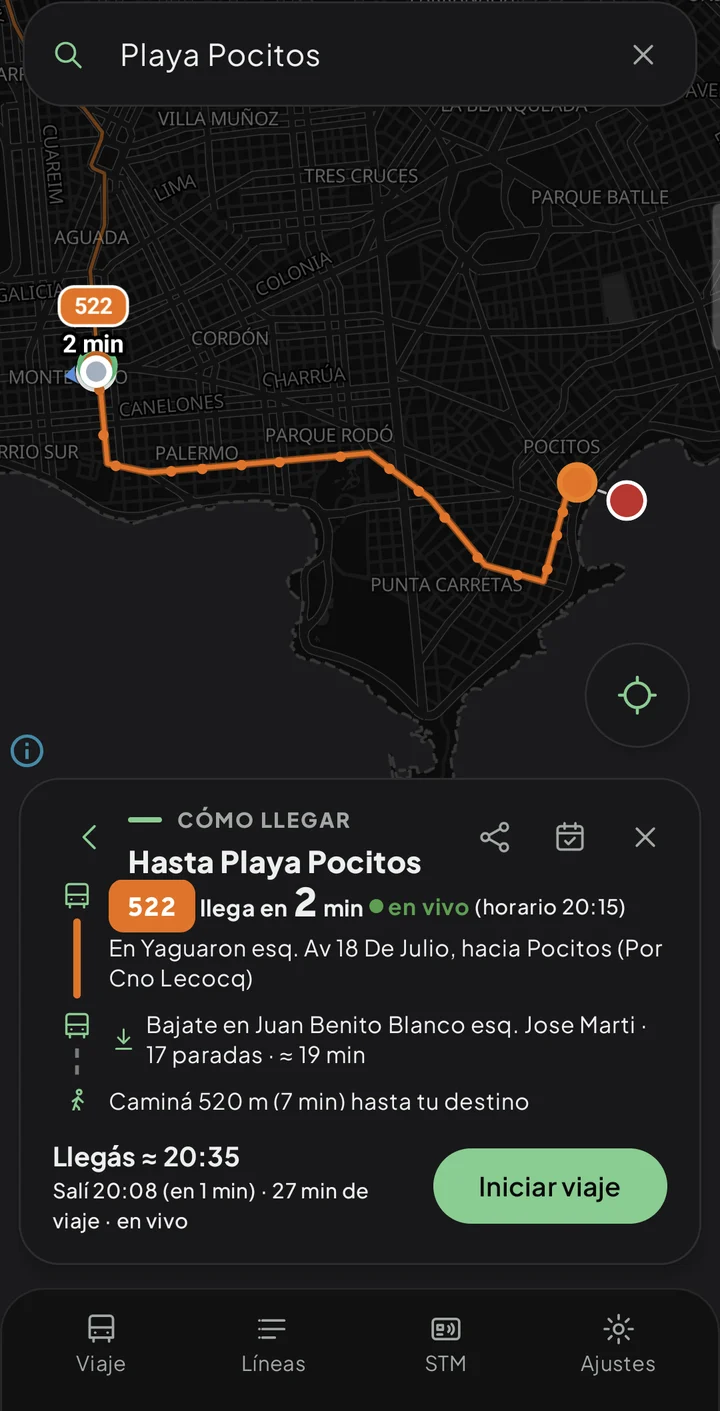 Playa Pocitos
VILLA MUÑOZ
LA BLANQUEADA
CUAREIM
LIMA
TRES CRUCES
PARQUE BATLLE
AGUADA
COLONIA
GALICIA
522
2 min
CORDÓN
CHARRÚA
CANELONES
PARQUE RODÓ
PALERMO
POCITOS
PUNTA CARRETAS
CÓMO LLEGAR
Hasta Playa Pocitos
522 llega en 2 min en vivo (horario 20:15)
En Yaguaron esq. Av 18 De Julio, hacia Pocitos (Por
Cno Lecocq)
Bajate en Juan Benito Blanco esq. Jose Marti ·
17 paradas · ≈ 19 min
Caminá 520 m (7 min) hasta tu destino
Llegás ≈ 20:35
Salí 20:08 (en 1 min) · 27 min de
viaje · en vivo
Iniciar viaje
Viaje
Líneas
STM
Ajustes